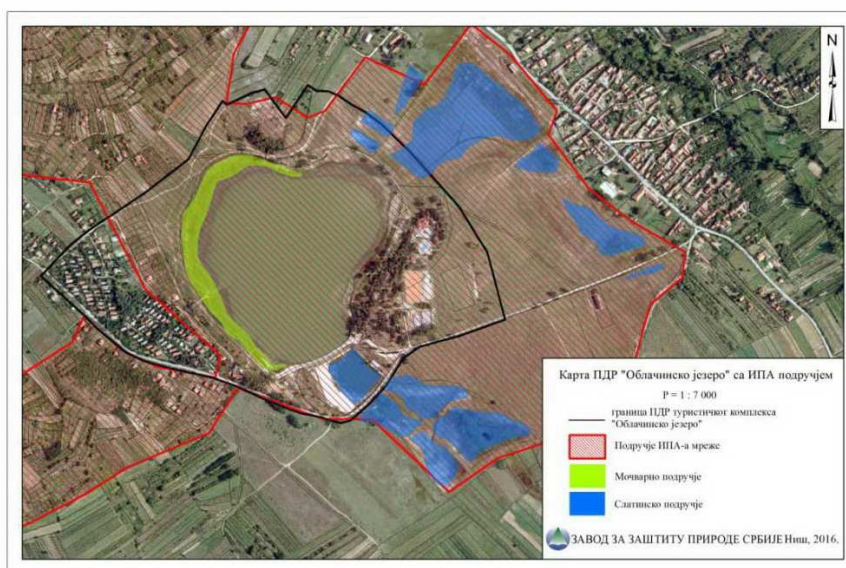 N
Карта ПДР "Облачинско језеро" са ИПА подручјем
Р = 1 : 7 000
граница ПДР туристичког комплекса
"Облачинско језеро"
Подручје ИПА-а мреже
Мочварно подручје
Слатинско подручје
ЗАВОД ЗА ЗАШТИТУ ПРИРОДЕ СРБИЈЕ Ниш, 2016.